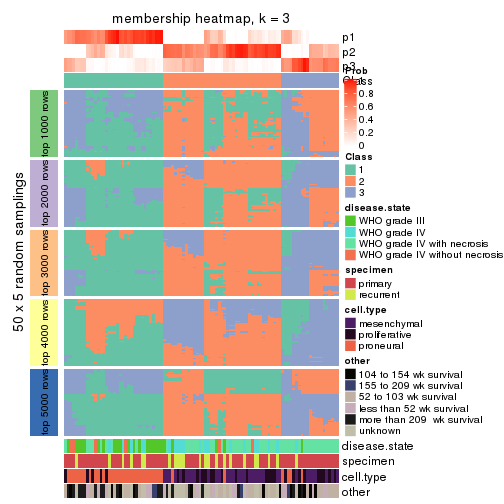 membership heatmap, k = 3
p1
p2
p3
Prob
0.8
0.6
0.4
0.2
0
Class
1
2
3
disease.state
WHO grade III
WHO grade IV
WHO grade IV with necrosis
WHO grade IV without necrosis
specimen
primary
recurrent
cell.type
mesenchymal
proliferative
proneural
other
104 to 154 wk survival
155 to 209 wk survival
52 to 103 wk survival
less than 52 wk survival
more than 209 wk survival
unknown
50 x 5 random samplings
top 1000 rows
top 2000 rows
top 3000 rows
top 4000 rows
top 5000 rows
disease.state
specimen
cell.type
other